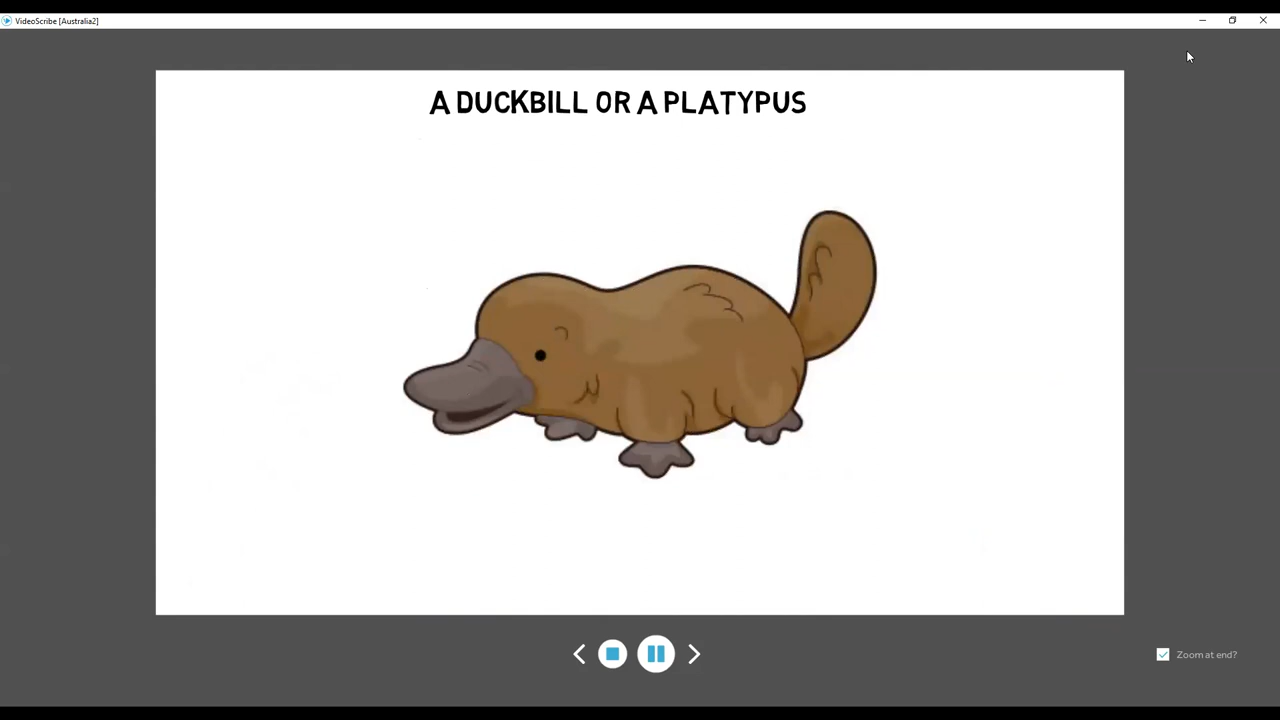 VideoScribe [Australia2]
A DUCKBILL OR A PLATYPUS
Zoom at end?